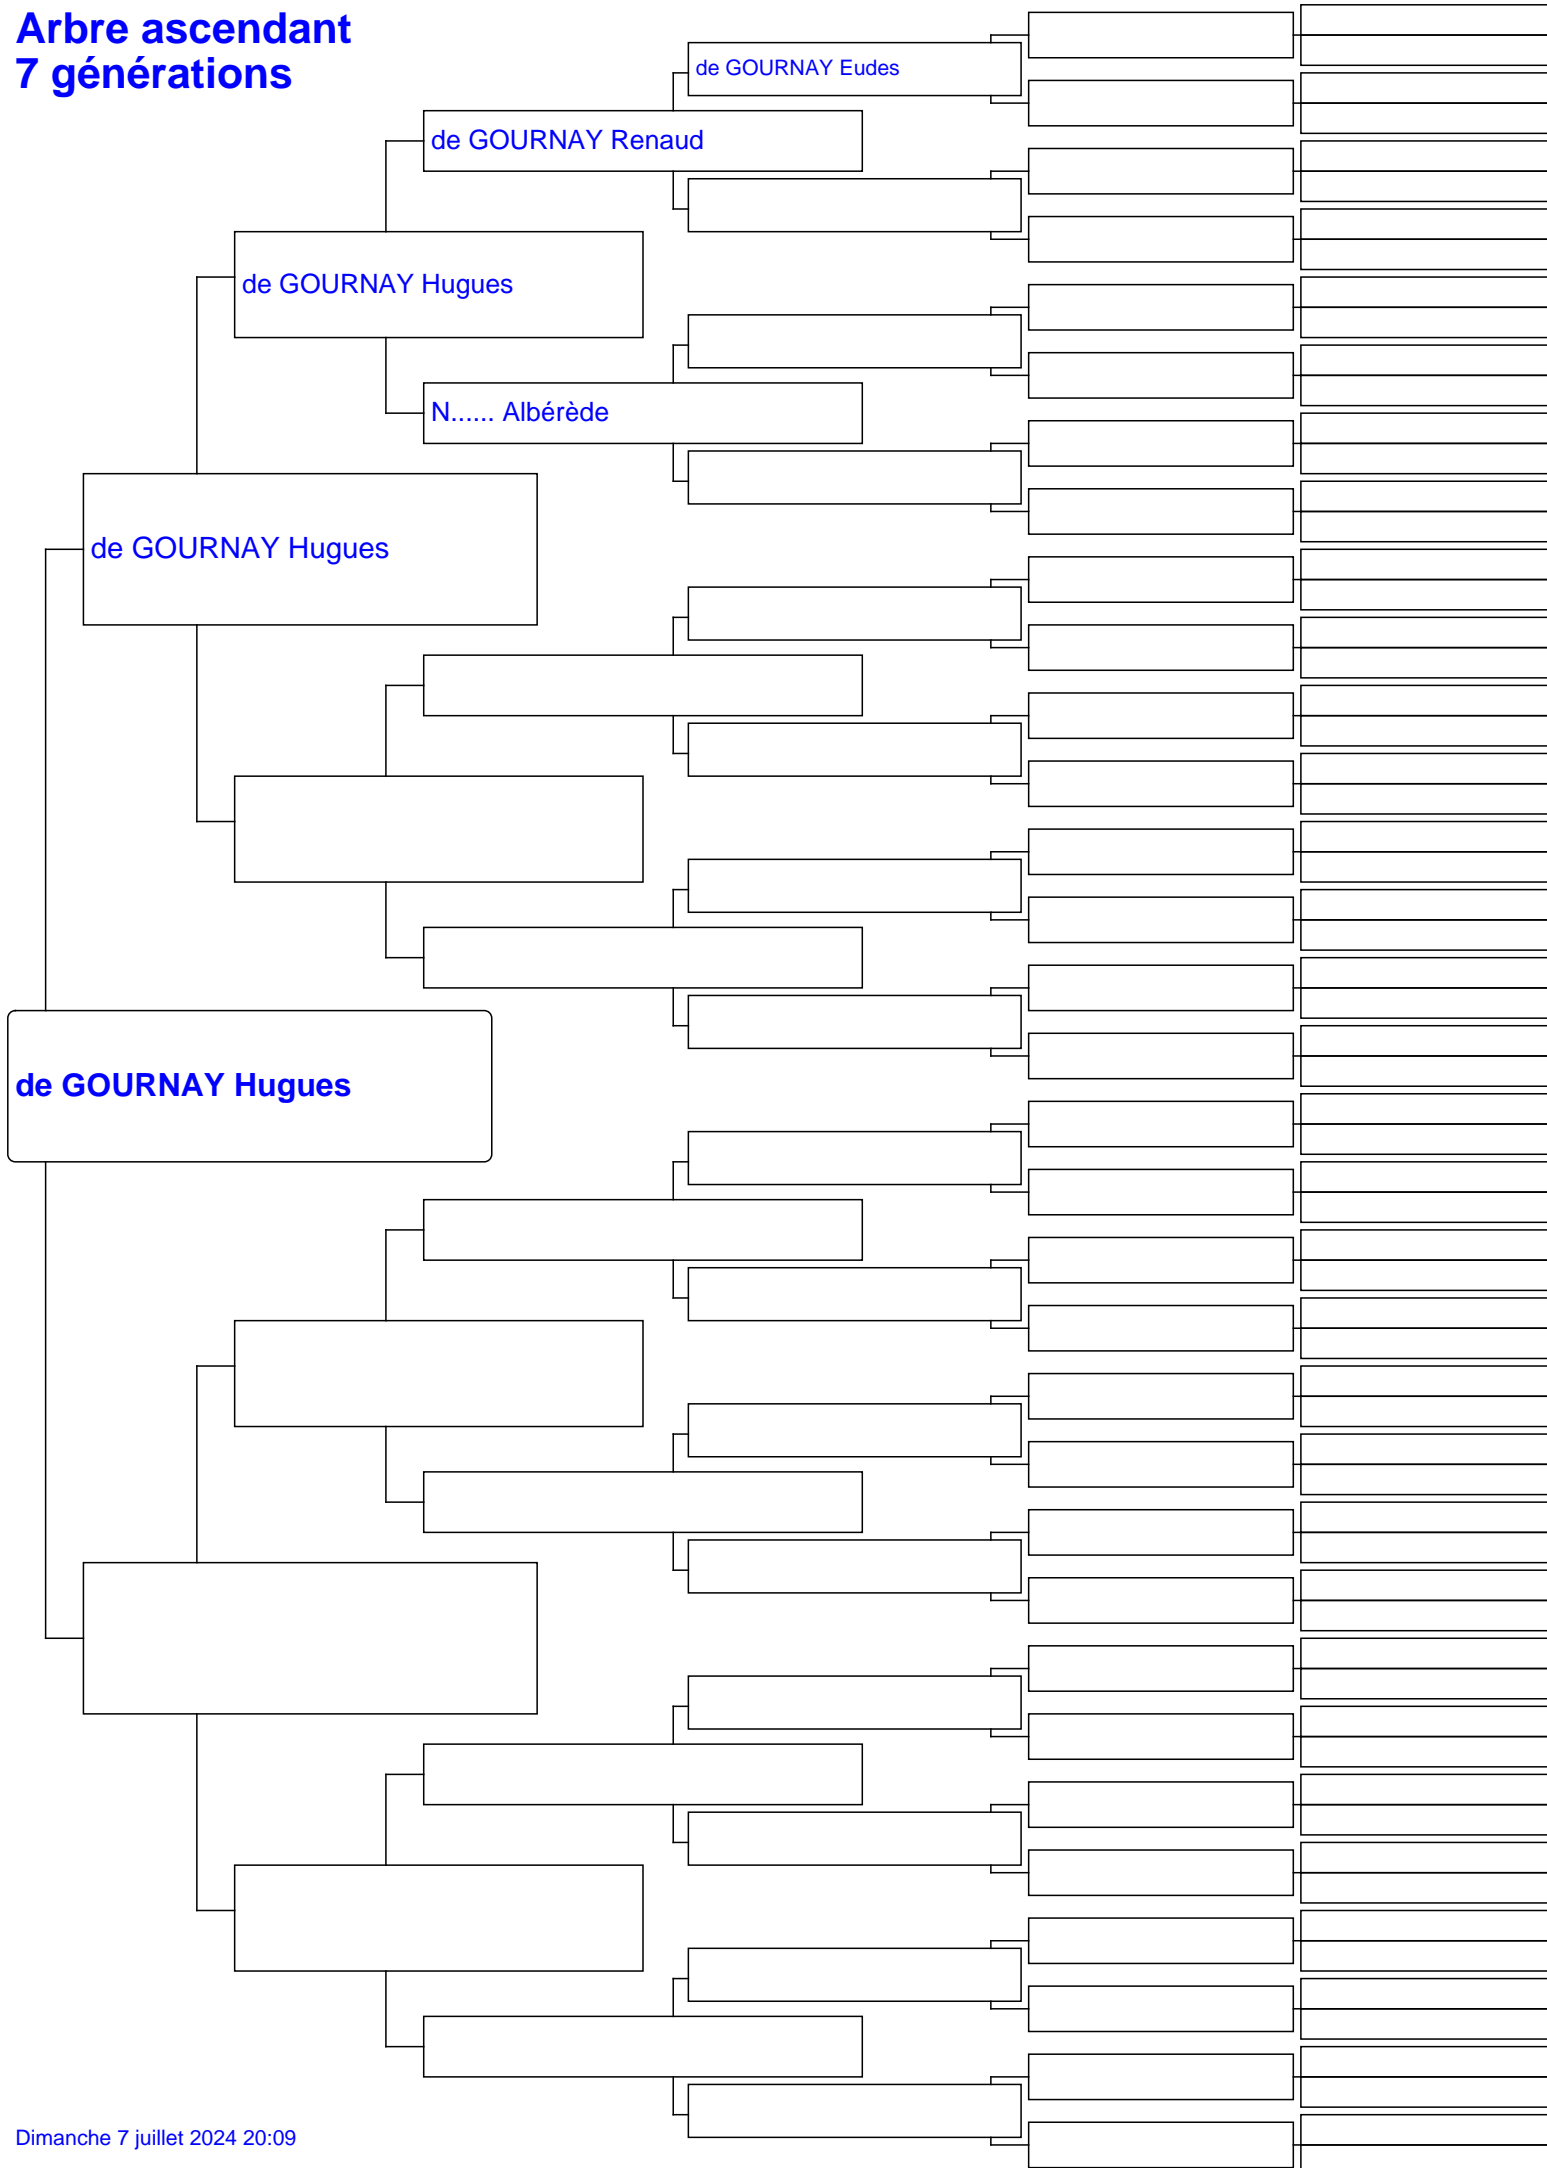 Arbre ascendant
7 générations
de GOURNAY Eudes
de GOURNAY Renaud
de GOURNAY Hugues
N...... Albérède
de GOURNAY Hugues
de GOURNAY Hugues
Dimanche 7 juillet 2024 20:09